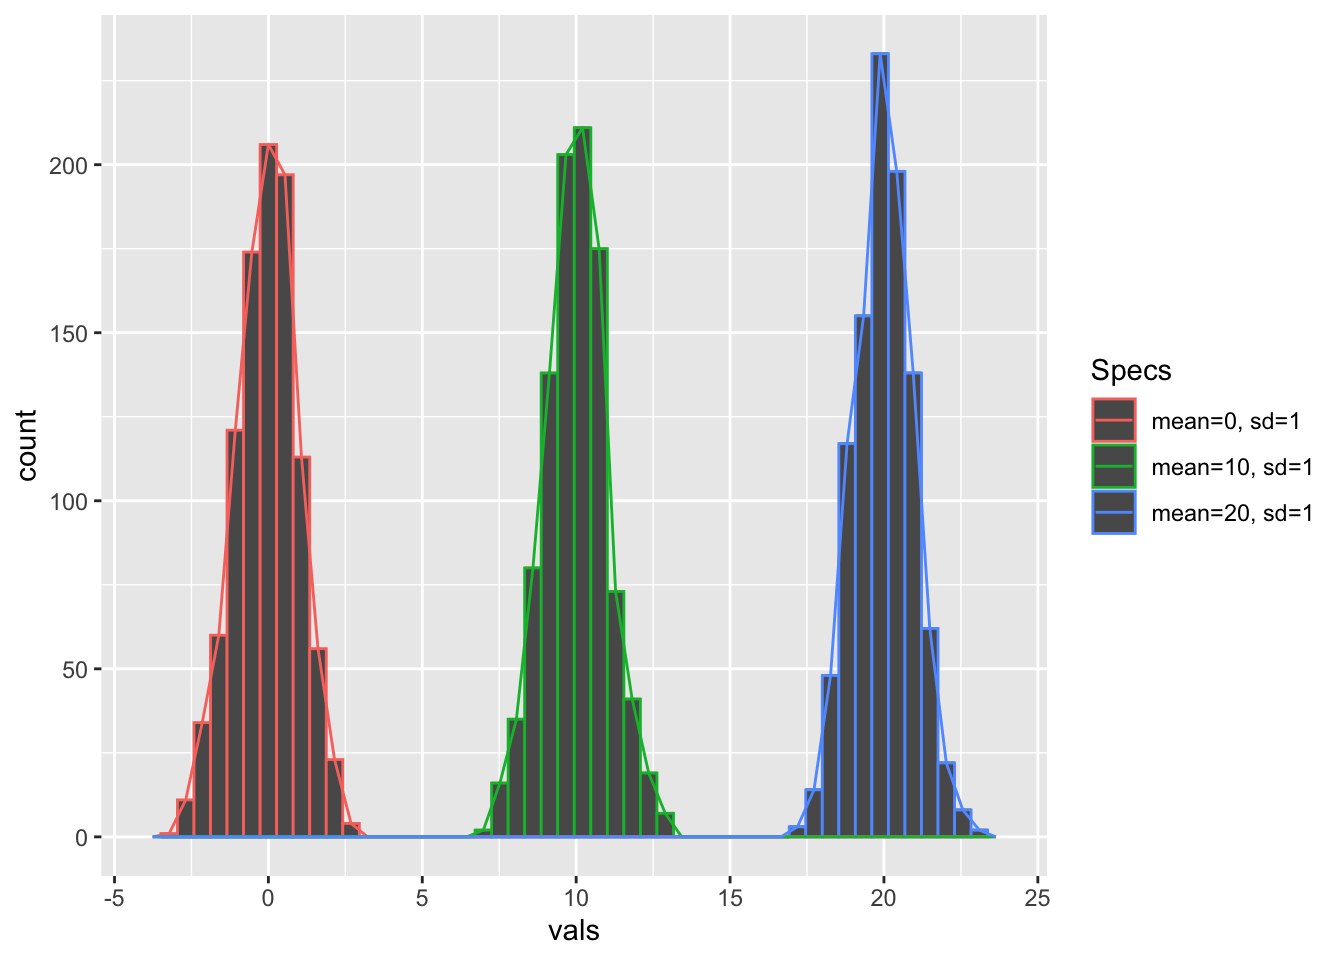 200
150
100
50
0
count
-5 0 5 10 15 20 25
vals
Specs
mean=0, sd=1
mean=10, sd=1
mean=20, sd=1